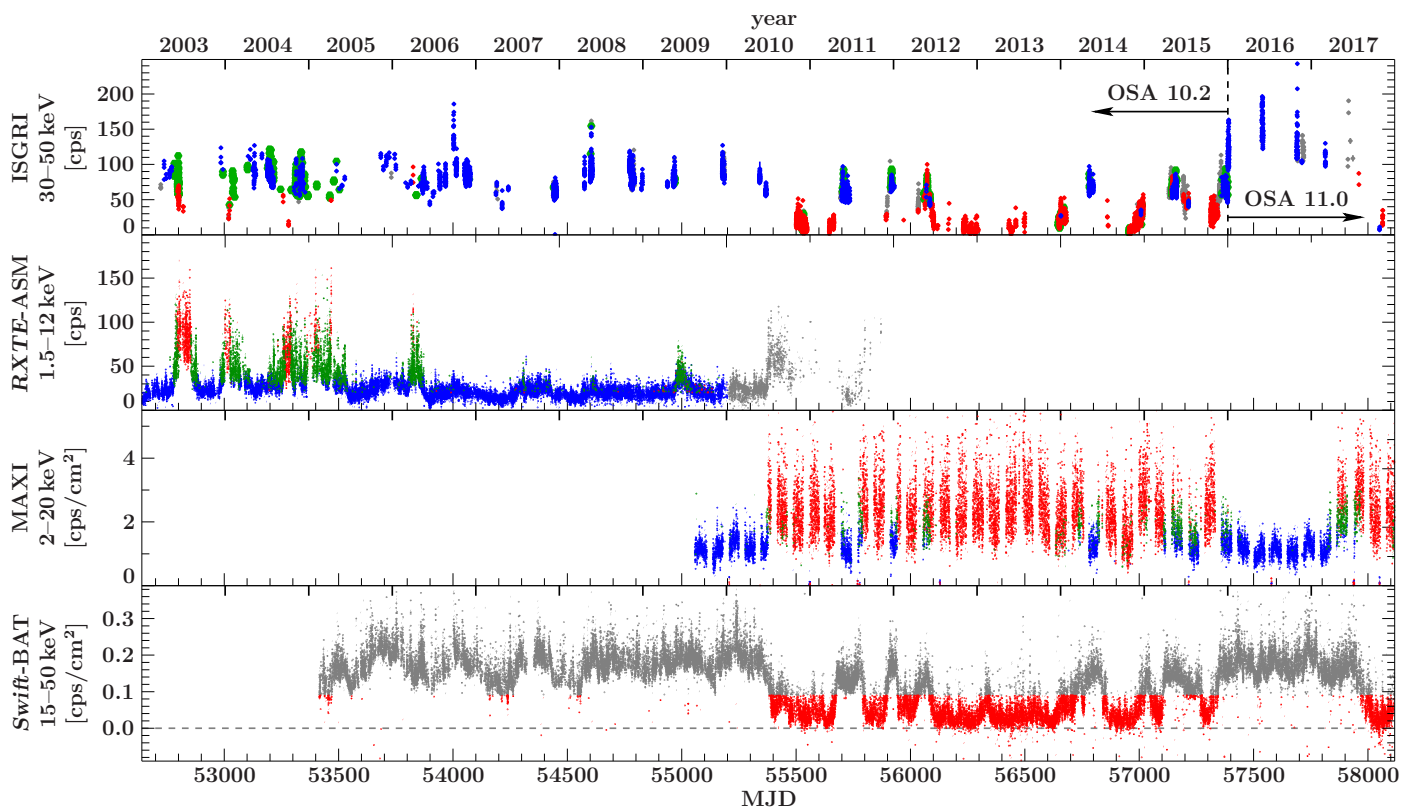 year
2003 2004 2005 2006 2007 2008 2009 2010 2011 2012 2013 2014 2015 2016 2017
ISGRI
30–50 keV
[cps]
200
150
100
50
0
OSA 10.2
OSA 11.0
RXTE-ASM
1.5–12 keV
[cps]
150
100
50
0
MAXI
2–20 keV
[cps/cm²]
4
2
0
Swift-BAT
15–50 keV
[cps/cm²]
0.3
0.2
0.1
0.0
53000 53500 54000 54500 55000 55500 56000 56500 57000 57500 58000
MJD